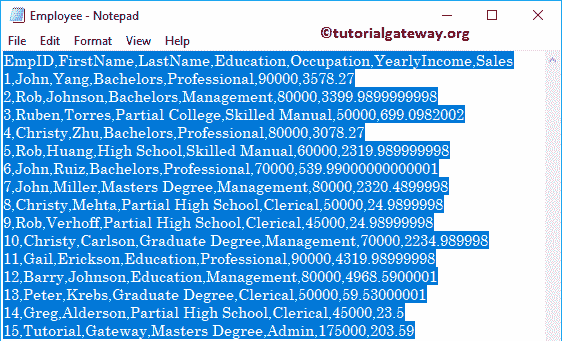 Employee - Notepad
File Edit Format View Help
©tutorialgateway.org
EmpID,FirstName,LastName,Education,Occupation,YearlyIncome,Sales
1,John,Yang,Bachelors,Professional,90000,3578.27
2,Rob,Johnson,Bachelors,Management,80000,3399.9899999998
3,Ruben,Torres,Partial College,Skilled Manual,50000,699.0982002
4,Christy,Zhu,Bachelors,Professional,80000,3078.27
5,Rob,Huang,High School,Skilled Manual,60000,2319.989999998
6,John,Ruiz,Bachelors,Professional,70000,539.99000000000001
7,John,Miller,Masters Degree,Management,80000,2320.4899998
8,Christy,Mehta,Partial High School,Clerical,50000,24.9899998
9,Rob,Verhoff,Partial High School,Clerical,45000,24.98999998
10,Christy,Carlson,Graduate Degree,Management,70000,2234.989998
11,Gail,Erickson,Education,Professional,90000,4319.98999998
12,Barry,Johnson,Education,Management,80000,4968.5900001
13,Peter,Krebs,Graduate Degree,Clerical,50000,59.53000001
14,Greg,Alderson,Partial High School,Clerical,45000,23.5
15,Tutorial,Gateway,Masters Degree,Admin,175000,203.59